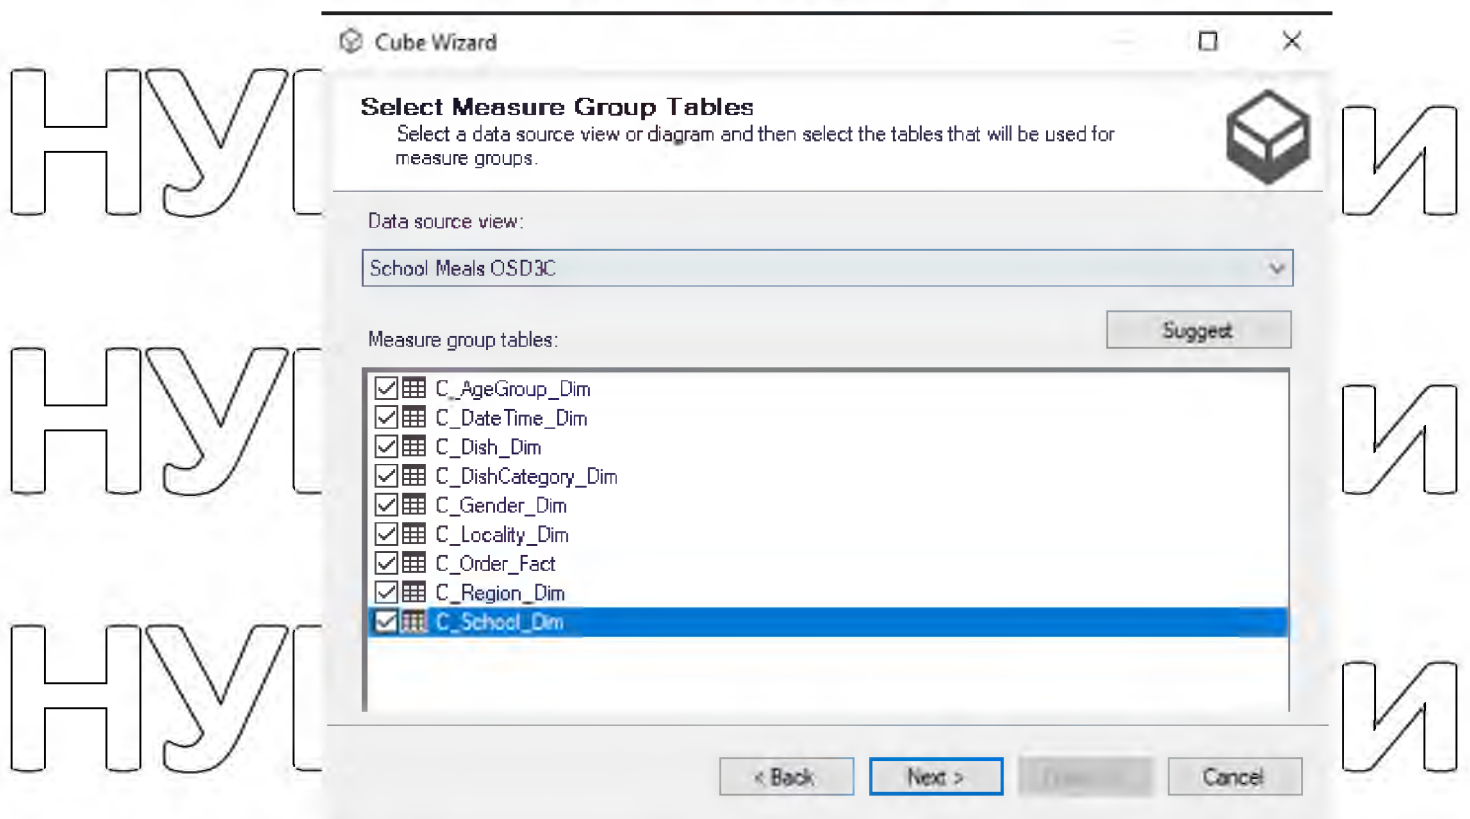 Cube Wizard
Select Measure Group Tables
Select a data source view or diagram and then select the tables that will be used for
measure groups.
Data source view:
School Meals OSD3C
Suggest
Measure group tables:
C_AgeGroup_Dim
C_DateTime_Dim
C_Dish_Dim
C_DishCategory_Dim
C_Gender_Dim
C_Locality_Dim
C_Order_Fact
C_Region_Dim
C_School_Dim
< Back
Next >
Cancel